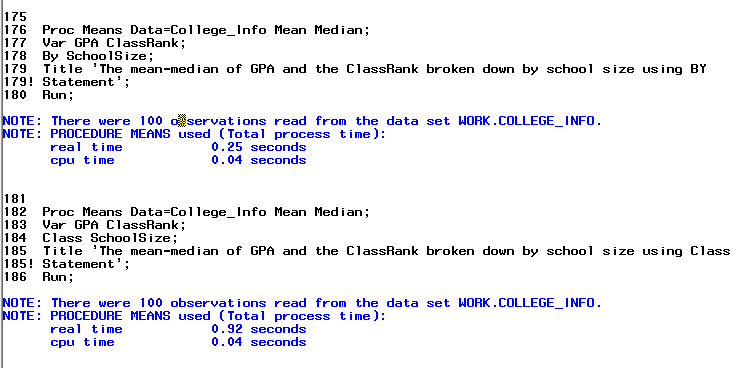 175
176  Proc Means Data=College_Info Mean Median;
177  Var GPA ClassRank;
178  By SchoolSize;
179  Title 'The mean-median of GPA and the ClassRank broken down by school size using BY
179! Statement';
180  Run;
NOTE: There were 100 observations read from the data set WORK.COLLEGE_INFO.
NOTE: PROCEDURE MEANS used (Total process time):
      real time           0.25 seconds
      cpu time            0.04 seconds
181
182  Proc Means Data=College_Info Mean Median;
183  Var GPA ClassRank;
184  Class SchoolSize;
185  Title 'The mean-median of GPA and the ClassRank broken down by school size using Class
185! Statement';
186  Run;
NOTE: There were 100 observations read from the data set WORK.COLLEGE_INFO.
NOTE: PROCEDURE MEANS used (Total process time):
      real time           0.92 seconds
      cpu time            0.04 seconds